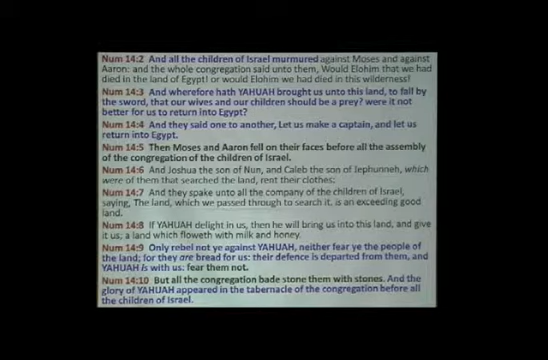 Num 14:2 And all the children of Israel murmured against Moses and against
Aaron: and the whole congregation said unto them, Would Elohim that we had
died in the land of Egypt! or would Elohim we had died in this wilderness!
Num 14:3 And wherefore hath YAHUAH brought us unto this land, to fall by
the sword, that our wives and our children should be a prey? were it not
better for us to return into Egypt?
Num 14:4 And they said one to another, Let us make a captain, and let us
return into Egypt.
Num 14:5 Then Moses and Aaron fell on their faces before all the assembly
of the congregation of the children of Israel.
Num 14:6 And Joshua the son of Nun, and Caleb the son of Jephunneh, which
were of them that searched the land, rent their clothes:
Num 14:7 And they spake unto all the company of the children of Israel,
saying, The land, which we passed through to search it, is an exceeding good
land.
Num 14:8 If YAHUAH delight in us, then he will bring us into this land, and give
it us; a land which floweth with milk and honey.
Num 14:9 Only rebel not ye against YAHUAH, neither fear ye the people of
the land; for they are bread for us: their defence is departed from them, and
YAHUAH is with us: fear them not.
Num 14:10 But all the congregation bade stone them with stones. And the
glory of YAHUAH appeared in the tabernacle of the congregation before all
the children of Israel.